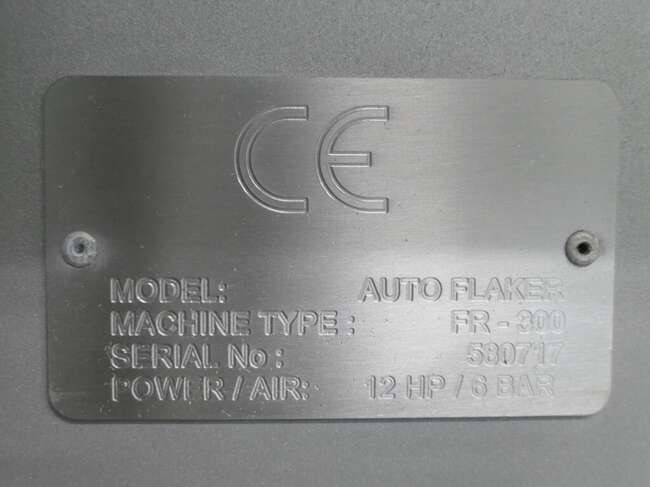 CE
MODEL: AUTO FLAKER
MACHINE TYPE : FR - 300
SERIAL No : 580717
POWER / AIR: 12 HP / 6 BAR